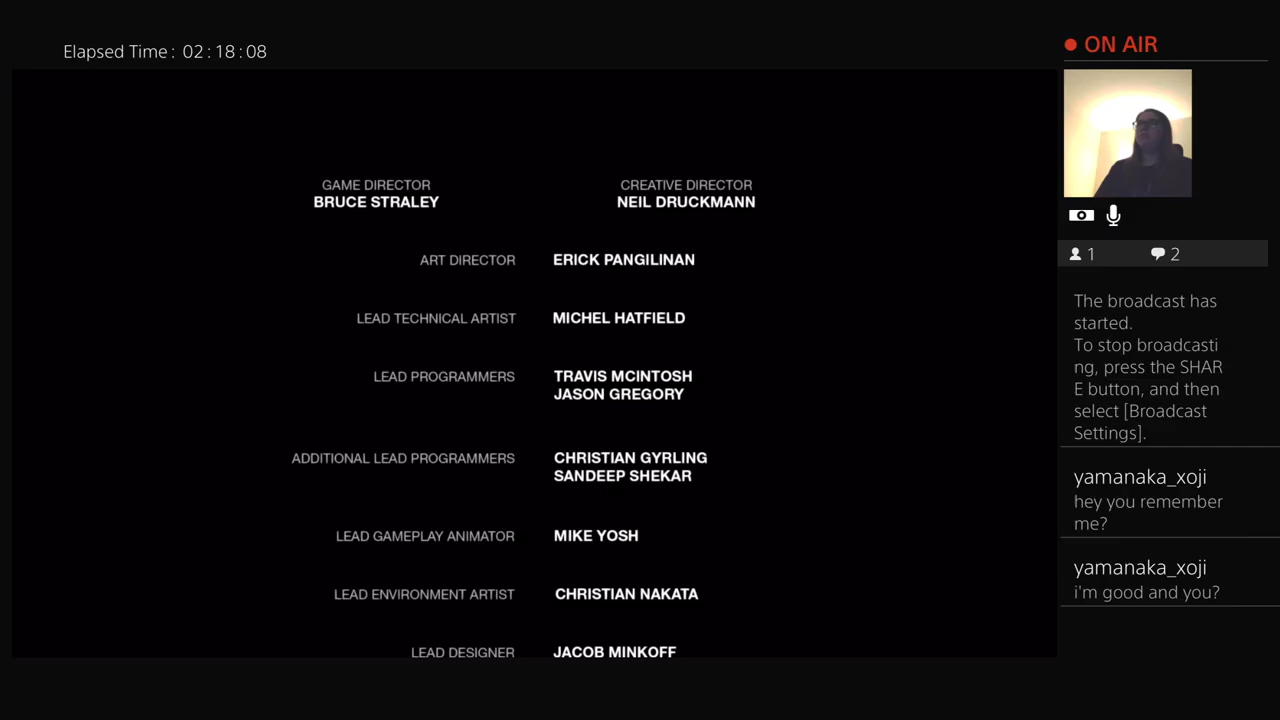 Elapsed Time : 02 : 18 : 08
ON AIR
GAME DIRECTOR
BRUCE STRALEY
CREATIVE DIRECTOR
NEIL DRUCKMANN
ART DIRECTOR ERICK PANGILINAN
LEAD TECHNICAL ARTIST MICHEL HATFIELD
LEAD PROGRAMMERS TRAVIS MCINTOSH
JASON GREGORY
ADDITIONAL LEAD PROGRAMMERS CHRISTIAN GYRLING
SANDEEP SHEKAR
LEAD GAMEPLAY ANIMATOR MIKE YOSH
LEAD ENVIRONMENT ARTIST CHRISTIAN NAKATA
LEAD DESIGNER JACOB MINKOFF
1 2
The broadcast has
started.
To stop broadcasti
ng, press the SHAR
E button, and then
select [Broadcast
Settings].
yamanaka_xoji
hey you remember
me?
yamanaka_xoji
i'm good and you?